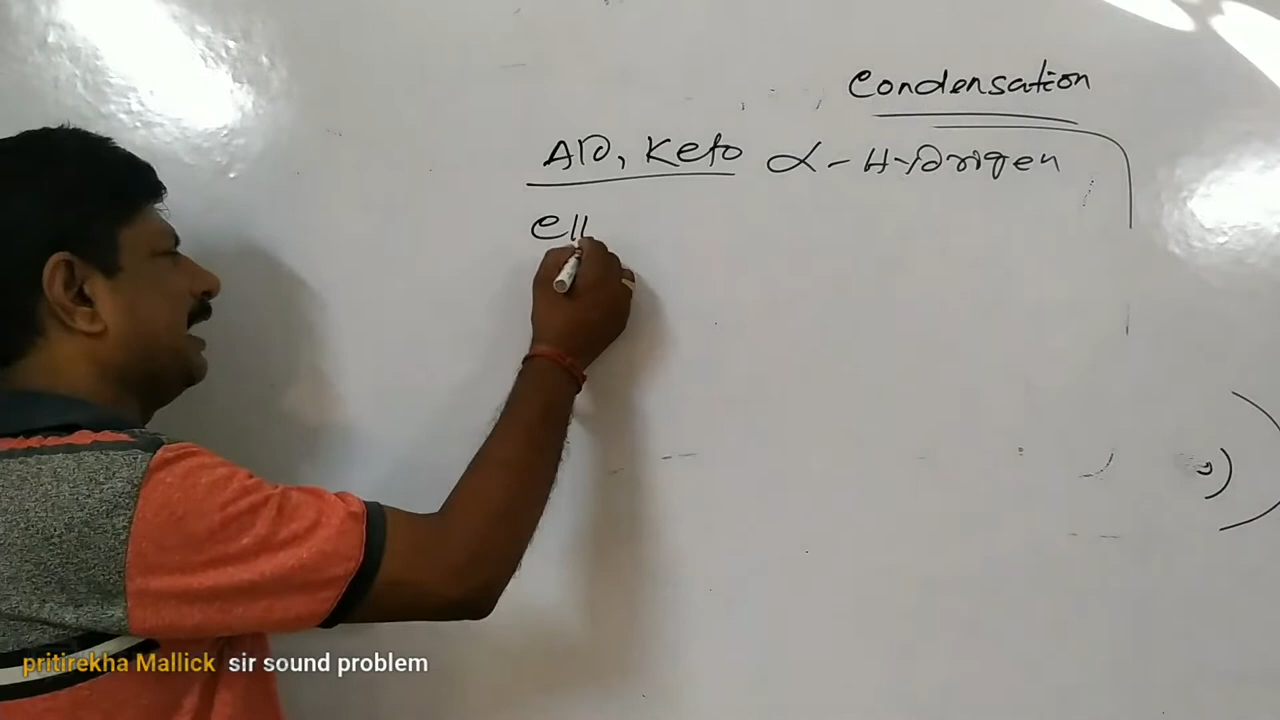 Condensation
Ald, Keto α-Hydrogen
pritirekha Mallick sir sound problem